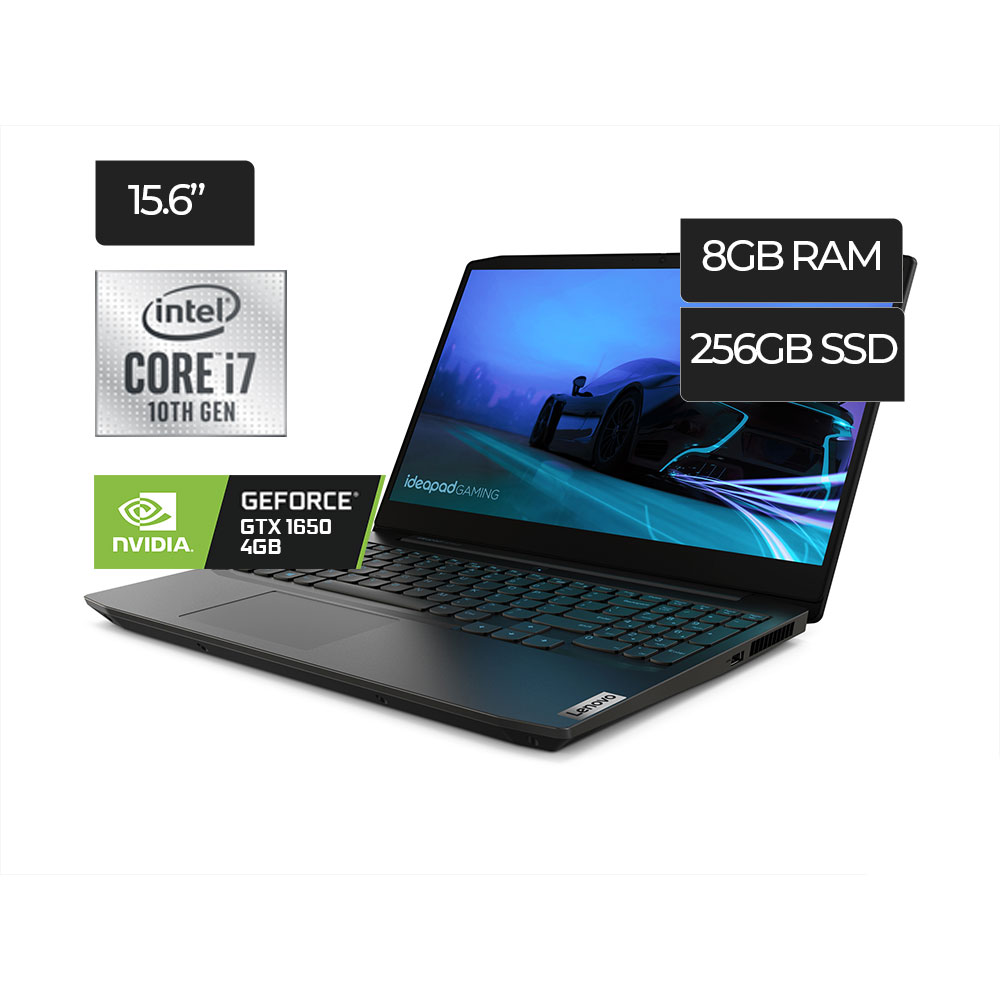 15.6”
8GB RAM
256GB SSD
intel
CORE i7
10TH GEN
ideapad GAMING
NVIDIA.
GEFORCE®
GTX 1650
4GB
Lenovo